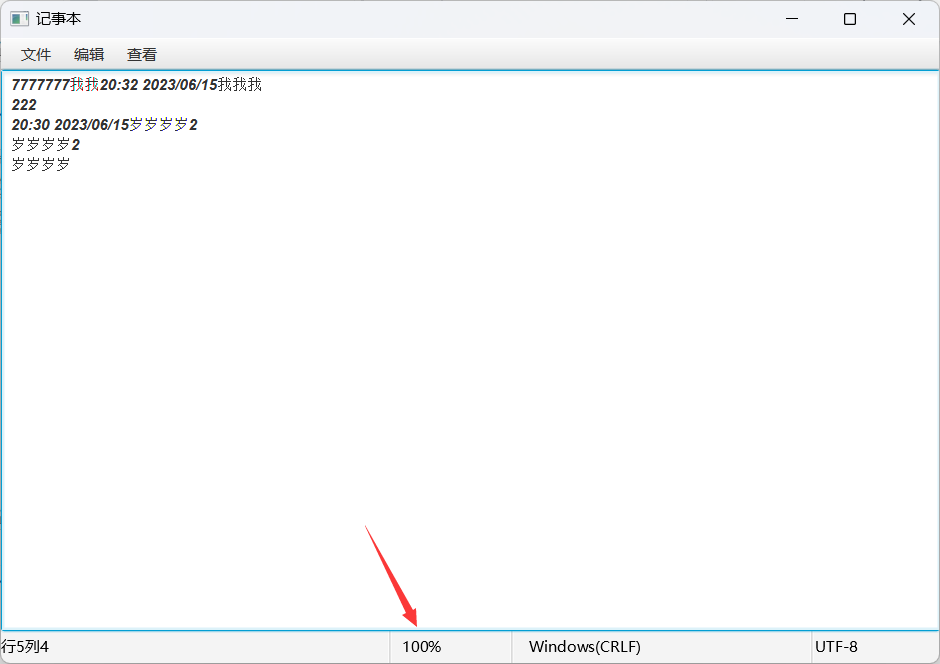 记事本
文件 编辑 查看
7777777我我20:32 2023/06/15我我我
222
20:30 2023/06/15岁岁岁岁2
岁岁岁岁2
岁岁岁岁
行5列4 100% Windows(CRLF) UTF-8